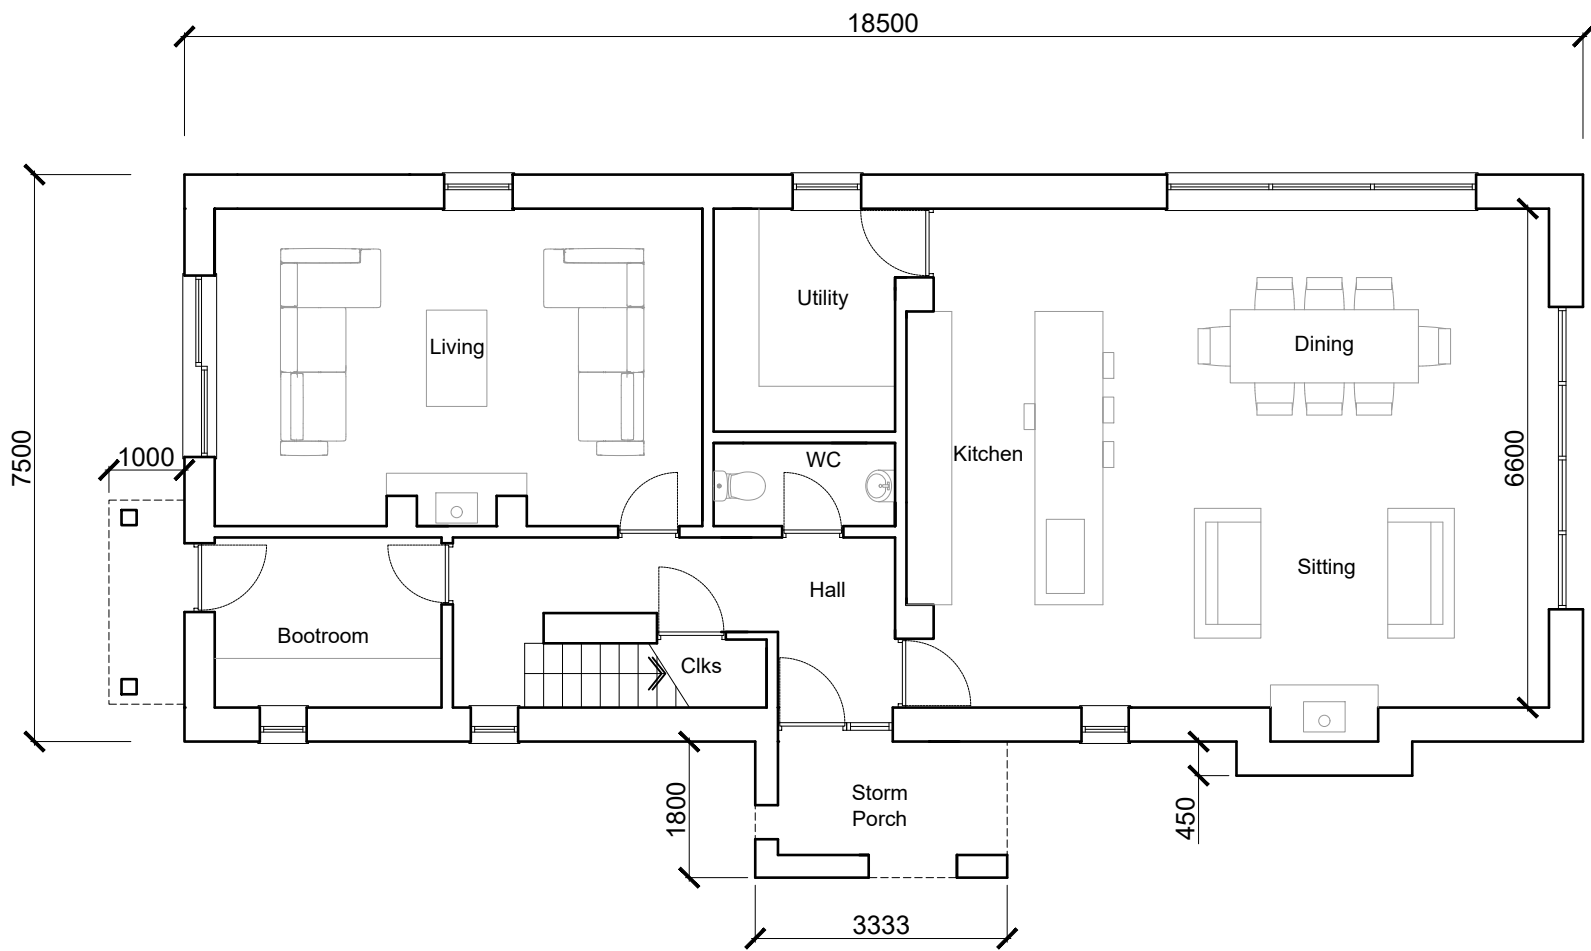 18500
Utility
Living
Dining
7500
1000
Kitchen
WC
6600
Sitting
Hall
Bootroom
Clks
1800
Storm
Porch
450
3333